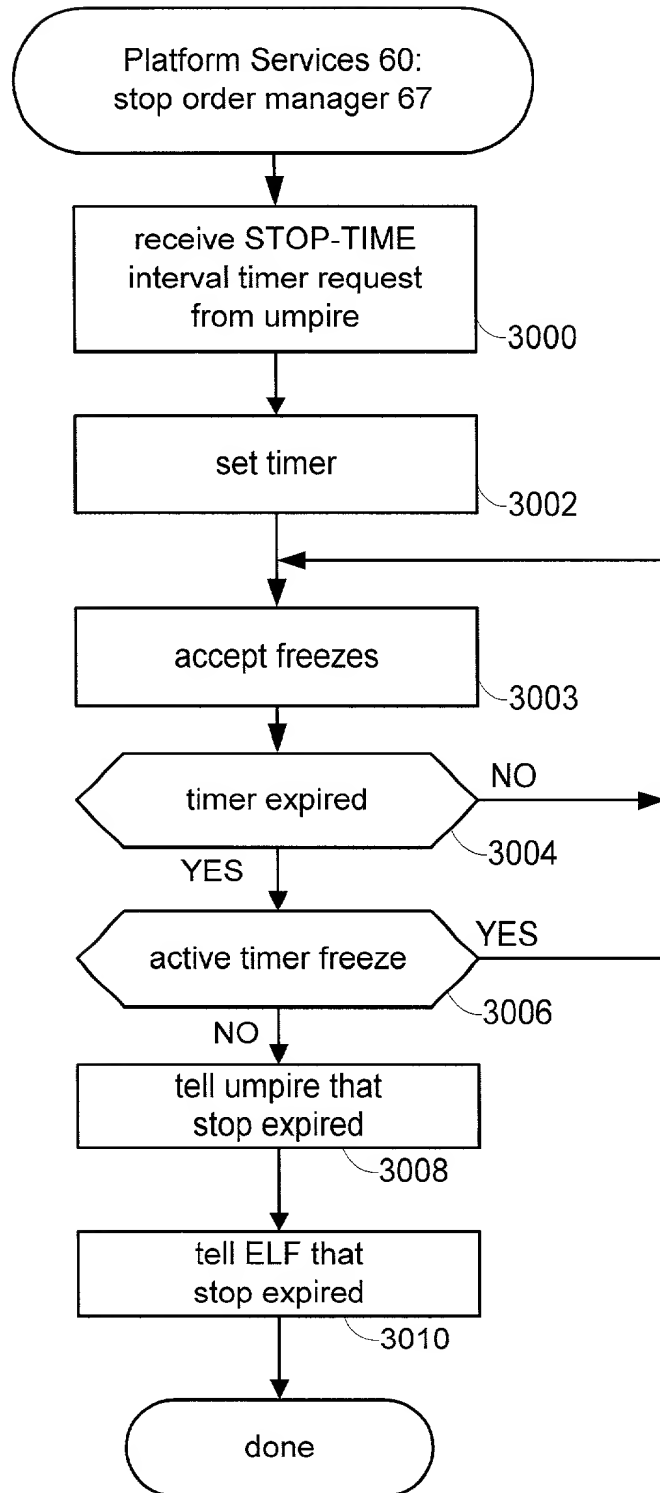 Platform Services 60:
stop order manager 67
receive STOP-TIME
interval timer request
from umpire
3000
set timer
3002
accept freezes
3003
timer expired
NO
3004
YES
active timer freeze
YES
3006
NO
tell umpire that
stop expired
3008
tell ELF that
stop expired
3010
done